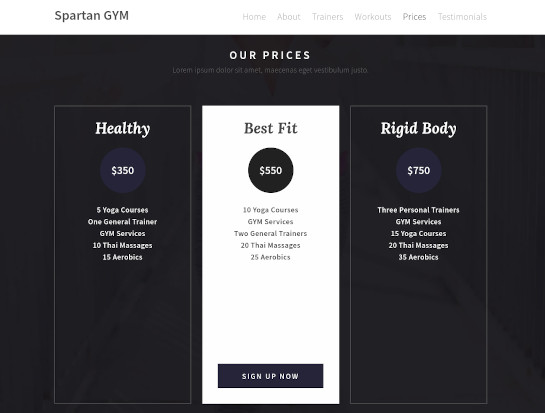 Spartan GYM
Home About Trainers Workouts Prices Testimonials
OUR PRICES
Lorem ipsum dolor sit amet, maecenas eget vestibulum justo
Healthy
$350
5 Yoga Courses
One General Trainer
GYM Services
10 Thai Massages
15 Aerobics
Best Fit
$550
10 Yoga Courses
GYM Services
Two General Trainers
20 Thai Massages
25 Aerobics
SIGN UP NOW
Rigid Body
$750
Three Personal Trainers
GYM Services
15 Yoga Courses
20 Thai Massages
35 Aerobics